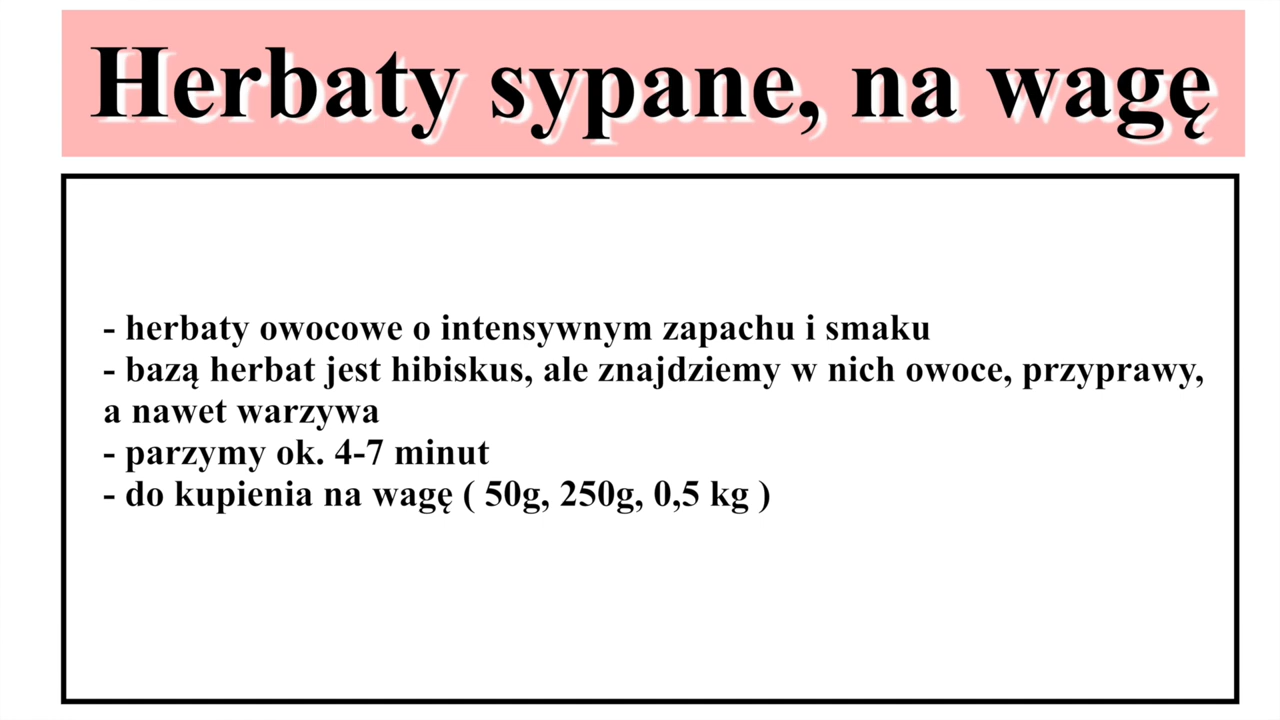 Herbaty sypane, na wagę
- herbaty owocowe o intensywnym zapachu i smaku
- bazą herbat jest hibiskus, ale znajdziemy w nich owoce, przyprawy,
a nawet warzywa
- parzymy ok. 4-7 minut
- do kupienia na wagę ( 50g, 250g, 0,5 kg )